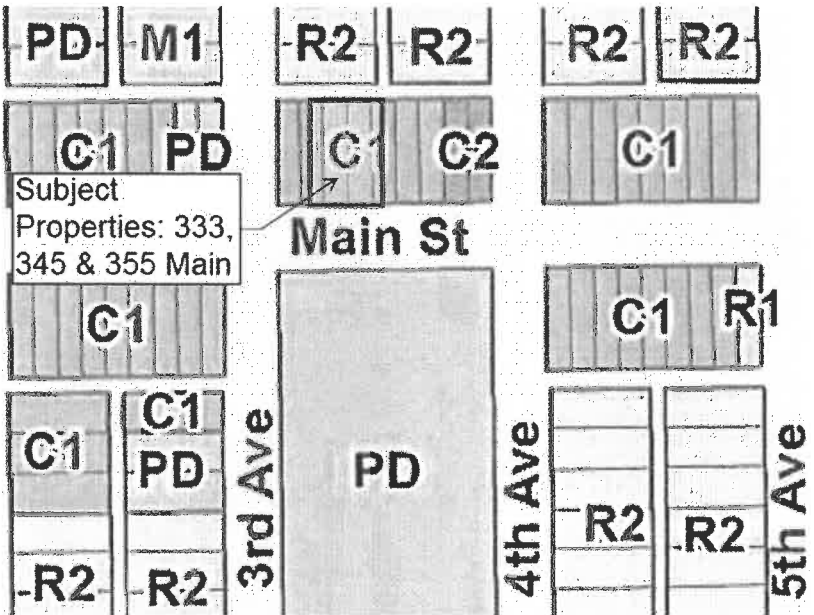 PD M1 R2 R2 R2 R2
C1 PD C1 C2 C1
Subject
Properties: 333,
345 & 355 Main
Main St
C1 C1 R1
C1 C1 PD PD
3rd Ave
4th Ave
5th Ave
R2 R2 R2 R2